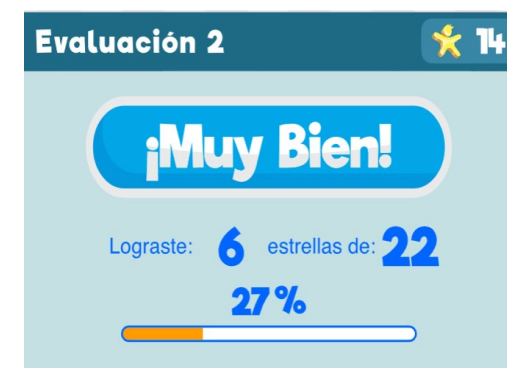 Evaluación 2
14
¡Muy Bien!
Lograste: 6 estrellas de: 22
27%